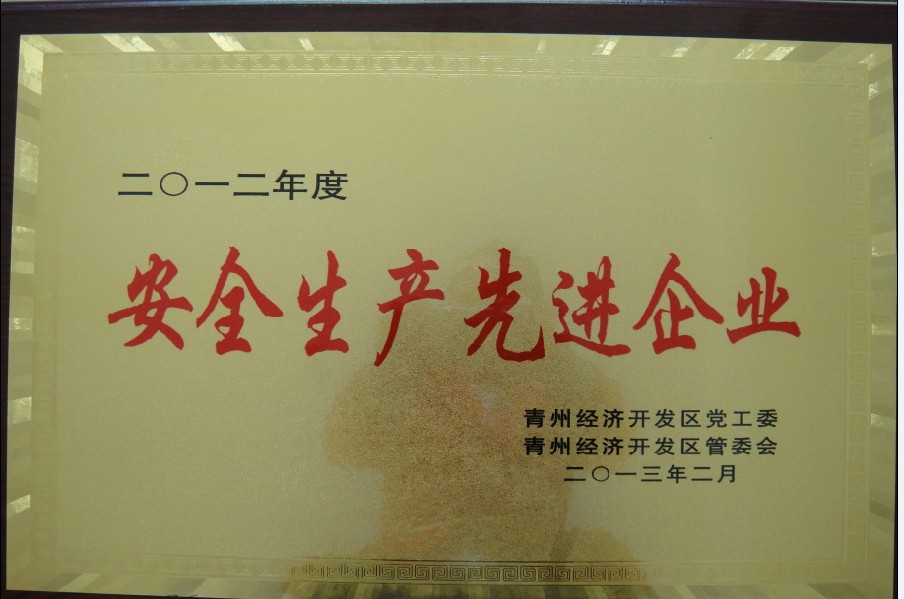 二〇一二年度
安全生产先进企业
青州经济开发区党工委
青州经济开发区管委会
二〇一三年二月